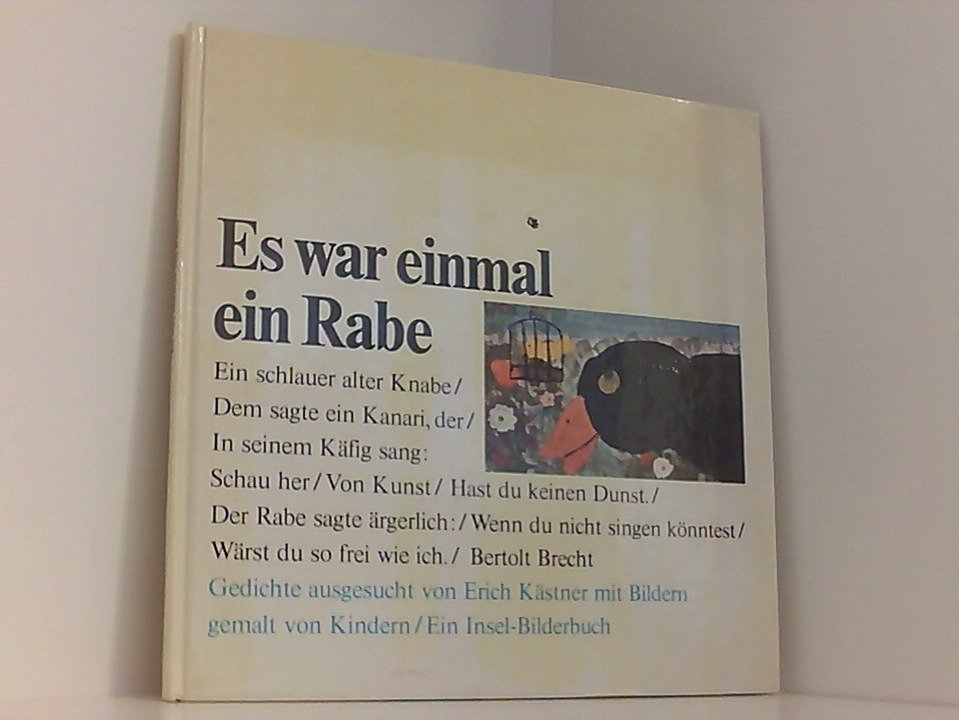 Es war einmal
ein Rabe
Ein schlauer alter Knabe/
Dem sagte ein Kanari, der/
In seinem Käfig sang:
Schau her/Von Kunst/ Hast du keinen Dunst./
Der Rabe sagte ärgerlich:/Wenn du nicht singen könntest/
Wärst du so frei wie ich./ Bertolt Brecht
Gedichte ausgesucht von Erich Kästner mit Bildern
gemalt von Kindern/Ein Insel-Bilderbuch